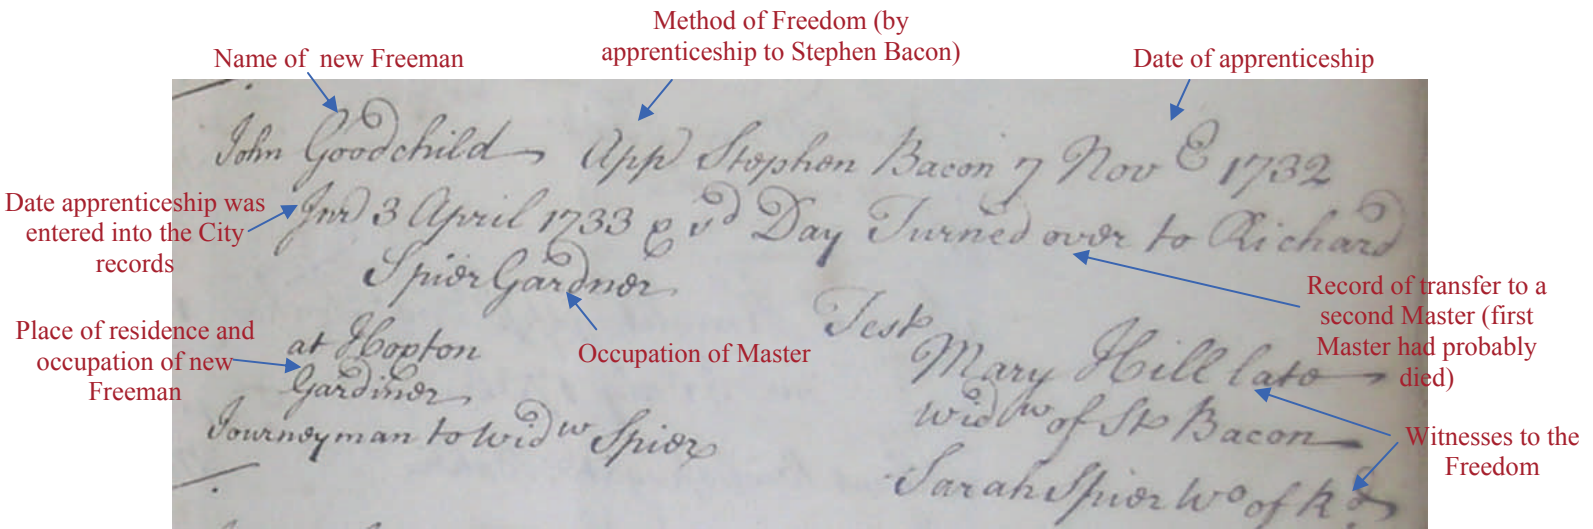 Method of Freedom (by
apprenticeship to Stephen Bacon)
Name of new Freeman
Date of apprenticeship
John Goodchild App Stephen Bacon 7 Nov 1732
Date apprenticeship was
entered into the City
records
3 April 1733 Day Turned over to Richard
Spier Gardner
Record of transfer to a
second Master (first
Master had probably
died)
Place of residence and
occupation of new
Freeman
at Hopton
Gardiner
Journeyman to Widw Spier
Occupation of Master
Test
Mary Hill late
Widw of St Bacon
Sarah Spier Wo of Rd
Witnesses to the
Freedom